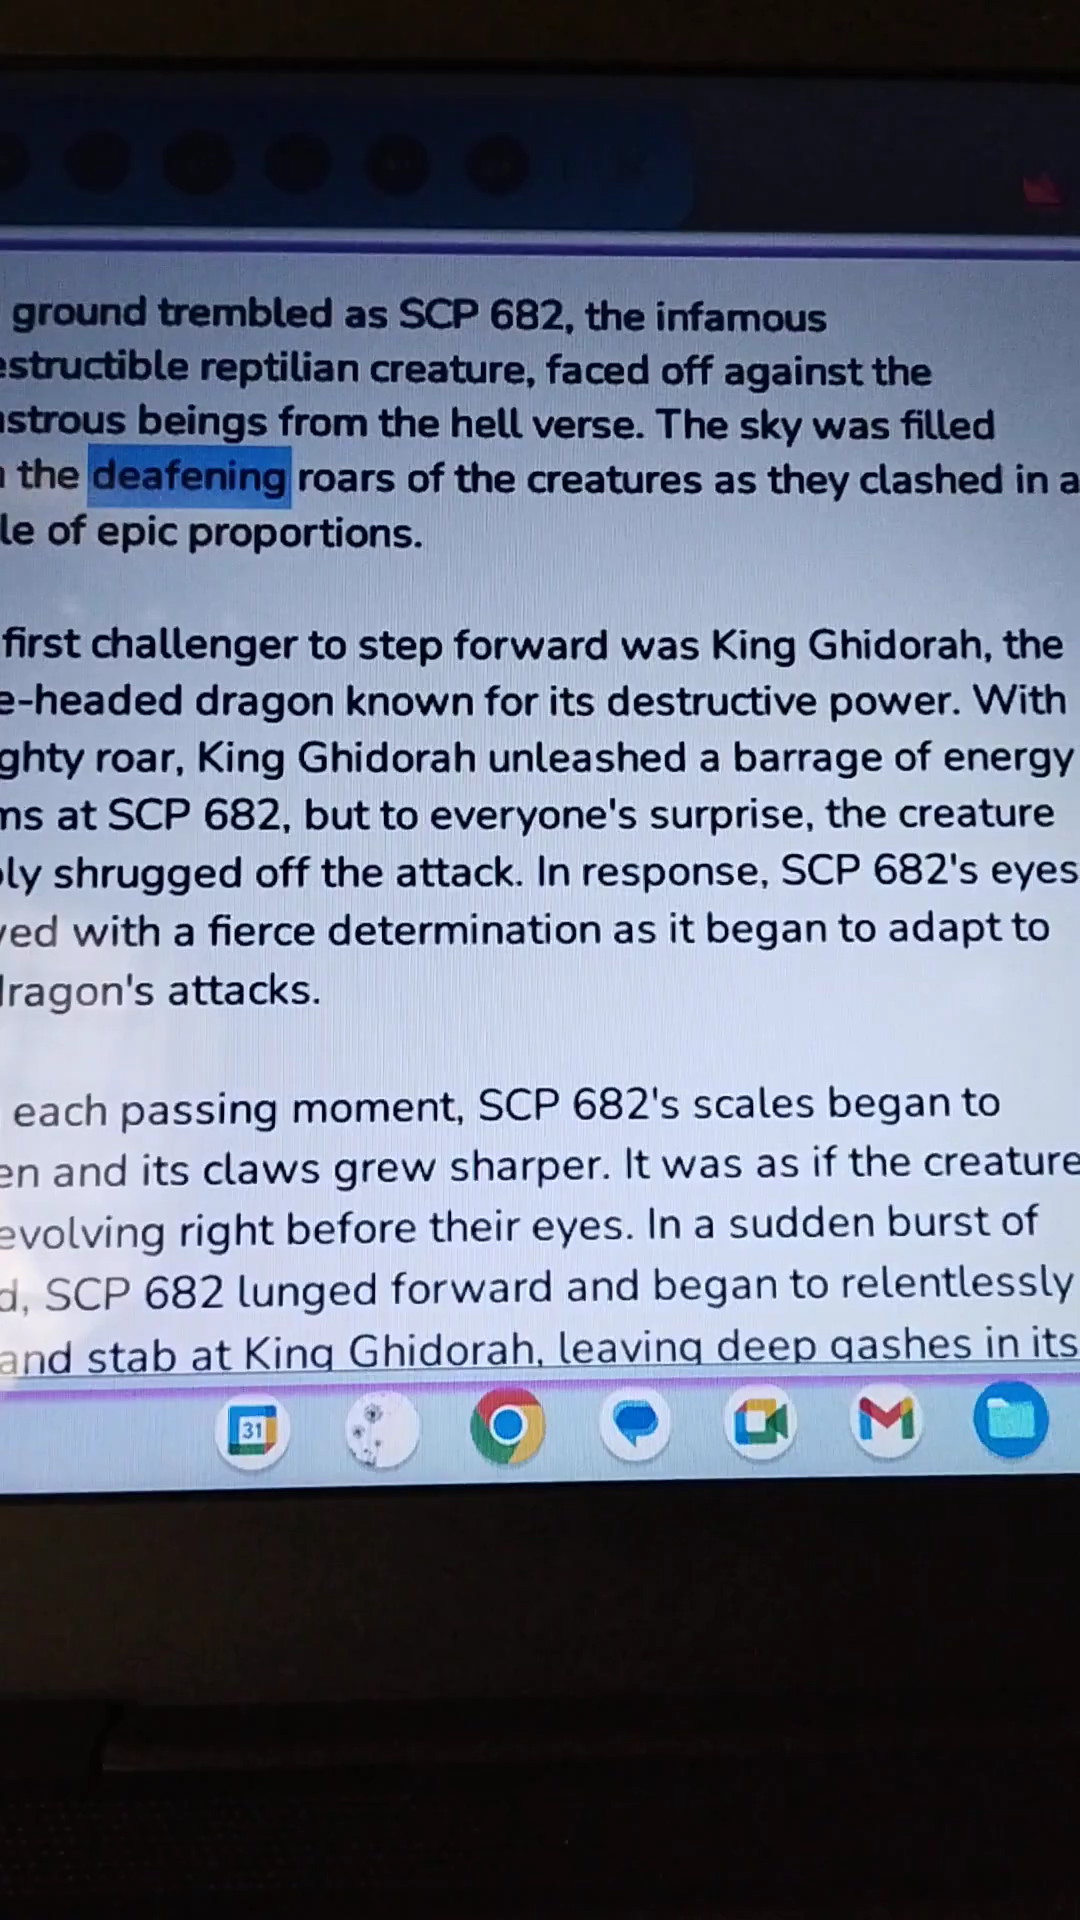 ground trembled as SCP 682, the infamous
estructible reptilian creature, faced off against the
strous beings from the hell verse. The sky was filled
the deafening roars of the creatures as they clashed in a
le of epic proportions.
first challenger to step forward was King Ghidorah, the
e-headed dragon known for its destructive power. With
ghty roar, King Ghidorah unleashed a barrage of energy
ms at SCP 682, but to everyone's surprise, the creature
ly shrugged off the attack. In response, SCP 682's eyes
ed with a fierce determination as it began to adapt to
dragon's attacks.
each passing moment, SCP 682's scales began to
en and its claws grew sharper. It was as if the creature
evolving right before their eyes. In a sudden burst of
d, SCP 682 lunged forward and began to relentlessly
and stab at King Ghidorah, leaving deep gashes in its
31